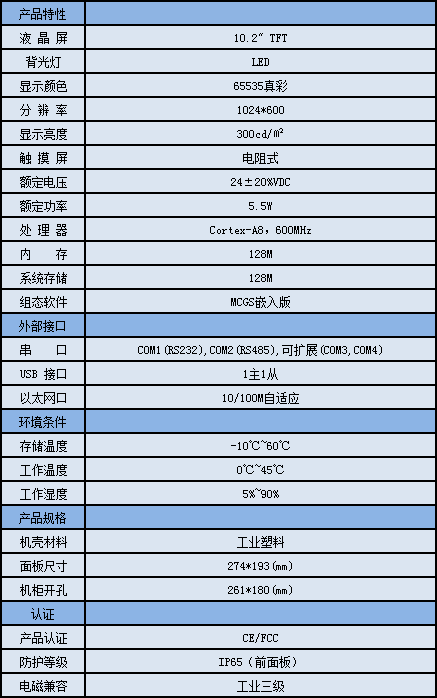 产品特性
液 晶 屏 10.2" TFT
背光灯 LED
显示颜色 65535真彩
分 辨 率 1024*600
显示亮度 300cd/㎡
触 摸 屏 电阻式
额定电压 24±20%VDC
额定功率 5.5W
处 理 器 Cortex-A8，600MHz
内 存 128M
系统存储 128M
组态软件 MCGS嵌入版
外部接口
串 口 COM1(RS232),COM2(RS485),可扩展(COM3,COM4)
USB 接口 1主1从
以太网口 10/100M自适应
环境条件
存储温度 -10℃~60℃
工作温度 0℃~45℃
工作湿度 5%~90%
产品规格
机壳材料 工业塑料
面板尺寸 274*193(mm)
机柜开孔 261*180(mm)
认证
产品认证 CE/FCC
防护等级 IP65（前面板）
电磁兼容 工业三级